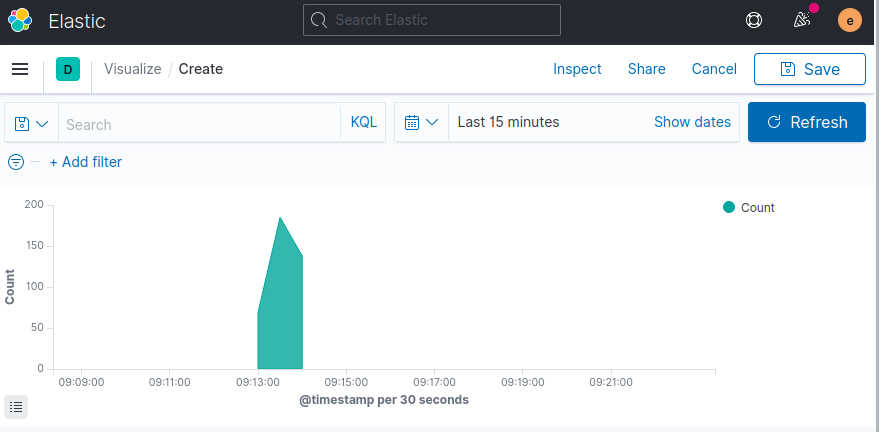 Elastic
Search Elastic
e
D
Visualize / Create
Inspect
Share
Cancel
Save
Search
KQL
Last 15 minutes
Show dates
Refresh
+ Add filter
200
150
100
50
0
Count
09:09:00
09:11:00
09:13:00
09:15:00
09:17:00
09:19:00
09:21:00
@timestamp per 30 seconds
Count